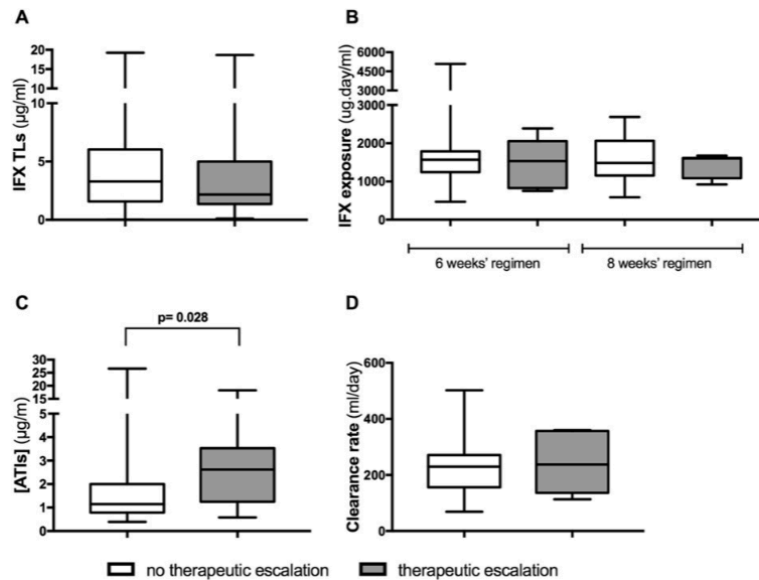 A
IFX TLs (µg/ml)
20
15
10
10
5
0
B
IFX exposure (ug.day/ml)
6000
4500
3000
3000
2000
1000
0
6 weeks' regimen
8 weeks' regimen
C
p= 0.028
[ATIs] (µg/m)
30
25
20
15
5
4
3
2
1
0
D
Clearance rate (ml/day)
600
400
200
0
no therapeutic escalation
therapeutic escalation